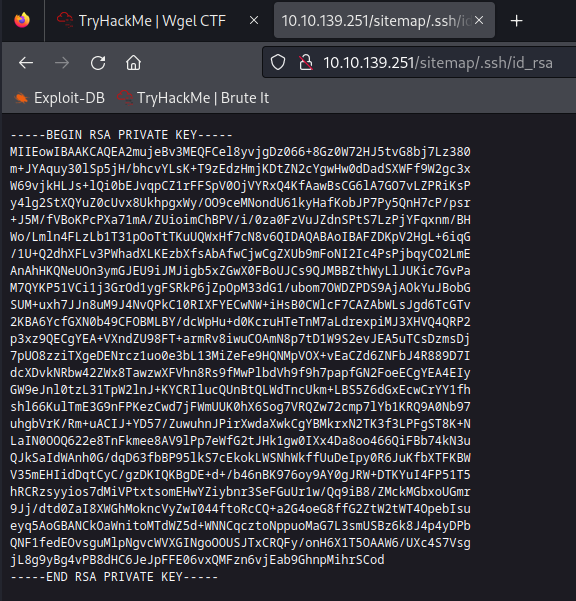 TryHackMe | Wgel CTF
10.10.139.251/sitemap/.ssh/id
10.10.139.251/sitemap/.ssh/id_rsa
Exploit-DB
TryHackMe | Brute It
-----BEGIN RSA PRIVATE KEY-----
MIIEowIBAAKCAQEA2mujeBv3MEQFCel8yvjgDz066+8Gz0W72HJ5tvG8bj7Lz380
m+JYAquy30lSp5jH/bhcvYLsK+T9zEdzHmjKDtZN2cYgwHw0dDadSXWFf9W2gc3x
W69vjkHLJs+lQi0bEJvqpCZ1rFFSpV0OjVYRxQ4KfAawBsCG6lA7GO7vLZPRiKsP
y4lg2StXQYuZ0cUvx8UkhpgxWy/OO9ceMNondU61kyHafKobJP7Py5QnH7cP/psr
+J5M/fVBoKPcPXa71mA/ZUioimChBPV/i/0za0FzVuJZdnSPtS7LzPjYFqxnm/BH
Wo/Lmln4FLzLb1T31pOoTtTKuUQWxHf7cN8v6QIDAQABAoIBAFZDKpV2HgL+6iqG
/1U+Q2dhXFLv3PWhadXLKEzbXfsAbAfwCjwCgZXUb9mFoNI2Ic4PsPjbqyCO2LmE
AnAhHKQNeUOn3ymGJEU9iJMJigb5xZGwX0FBoUJCs9QJMBBZthWyLlJUKic7GvPa
M7QYKP51VCi1j3GrOd1ygFSRkP6jZpOpM33dG1/ubom7OWDZPDS9AjAOkYuJBobG
SUM+uxh7JJn8uM9J4NvQPkC10RIXFYECwNW+iHsB0CWlcF7CAZAbWLsJgd6TcGTv
2KBA6YcfGXN0b49CFOBMLBY/dcWpHu+d0KcruHTeTnM7aLdrexpiMJ3XHVQ4QRP2
p3xz9QECgYEA+VXndZU98FT+armRv8iwuCOAmN8p7tD1W9S2evJEA5uTCsDzmsDj
7pUO8zziTXgeDENrcz1uo0e3bL13MiZeFe9HQNMpVOX+vEaCZd6ZNFbJ4R889D7I
dcXDvkNRbw42ZWx8TawzwXFVhn8Rs9fMwPlbdVh9f9h7papfGN2FoeECgYEA4EIy
GW9eJnl0tzL31TpW2lnJ+KYCRIlucQUnBtQLWdTncUkm+LBS5Z6dGxEcwCrYY1fh
shl66KulTmE3G9nFPKezCwd7jFWmUUK0hX6Sog7VRQZw72cmp7lYb1KRQ9A0Nb97
uhgbVrK/Rm+uACIJ+YD57/ZuwuhnJPirXwdaXwkCgYBMkrxN2TK3f3LPFgST8K+N
LaIN0OOQ622e8TnFkmee8AV9lPp7eWfG2tJHk1gw0IXx4Da8oo466QiFBb74kN3u
QJkSaIdWAnh0G/dqD63fbBP95lkS7cEkokLWSNhWkffUuDeIpy0R6JuKfbXTFKBW
V35mEHIidDqtCyC/gzDKIQKBgDE+d+/b46nBK976oy9AY0gJRW+DTKYuI4FP51T5
hRCRzsyyios7dMiVPtxtsomEHwYZiybnr3SeFGuUr1w/Qq9iB8/ZMckMGbxoUGmr
9Jj/dtd0ZaI8XWGhMokncVyZwI044ftoRcCQ+a2G4oeG8ffG2ZtW2tWT4OpebIsu
eyq5AoGBANCkOaWnitoMTdWZ5d+WNNCqcztoNppuoMaG7L3smUSBz6k8J4p4yDPb
QNF1fedEOvsguMlpNgvcWVXGINgoOOUSJTxCRQFy/onH6X1T5OAAW6/UXc4S7Vsg
jL8g9yBg4vPB8dHC6JeJpFFE06vxQMFzn6vjEab9GhnpMihrSCod
-----END RSA PRIVATE KEY-----